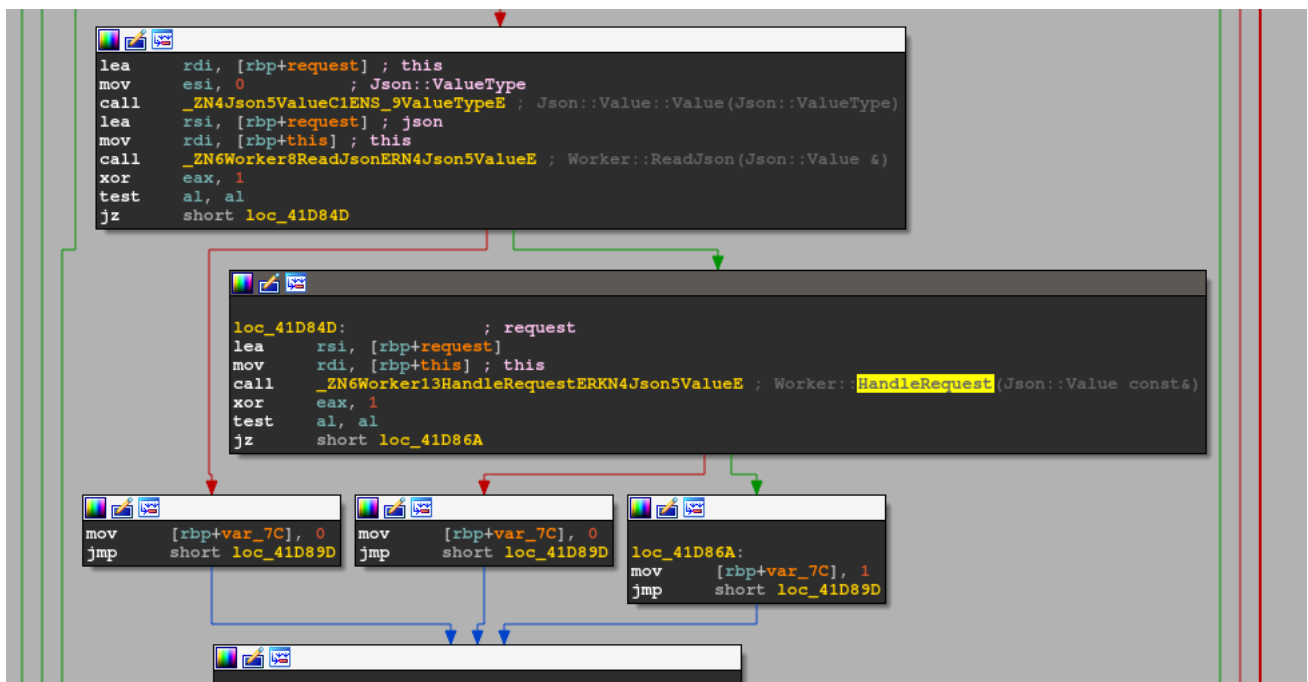 lea rdi, [rbp+request] ; this
mov esi, 0 ; Json::ValueType
call _ZN4Json5ValueC1ENS_9ValueTypeE ; Json::Value::Value(Json::ValueType)
lea rsi, [rbp+request] ; json
mov rdi, [rbp+this] ; this
call _ZN6Worker8ReadJsonERN4Json5ValueE ; Worker::ReadJson(Json::Value &)
xor eax, 1
test al, al
jz short loc_41D84D
loc_41D84D: ; request
lea rsi, [rbp+request]
mov rdi, [rbp+this] ; this
call _ZN6Worker13HandleRequestERKN4Json5ValueE ; Worker::HandleRequest(Json::Value const&)
xor eax, 1
test al, al
jz short loc_41D86A
mov [rbp+var_7C], 0
jmp short loc_41D89D
mov [rbp+var_7C], 0
jmp short loc_41D89D
loc_41D86A:
mov [rbp+var_7C], 1
jmp short loc_41D89D